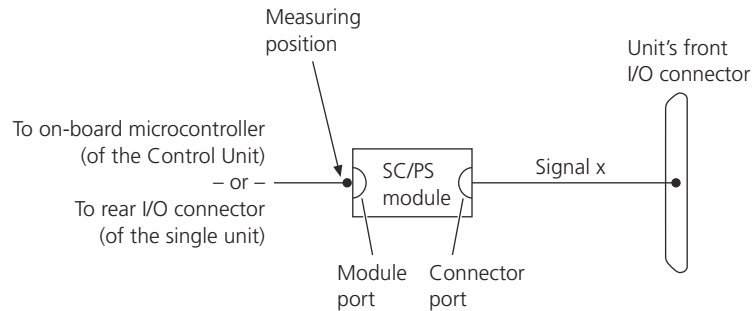 Measuring
position
Unit's front
I/O connector
To on-board microcontroller
(of the Control Unit)
– or –
To rear I/O connector
(of the single unit)
SC/PS
module
Signal x
Module
port
Connector
port